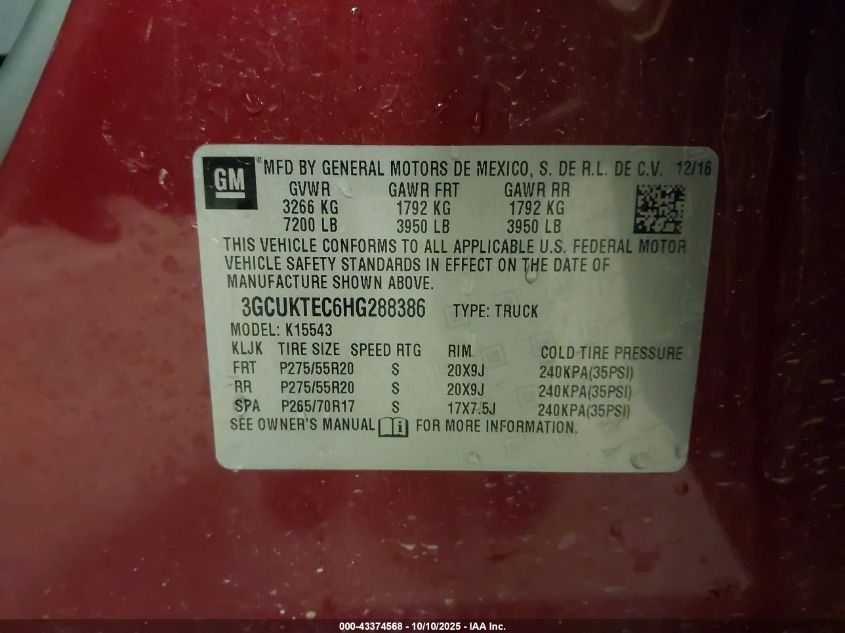 GM ® MFD BY GENERAL MOTORS DE MEXICO, S. DE R.L. DE C.V. 12/16
GVWR GAWR FRT GAWR RR
3266 KG 1792 KG 1792 KG
7200 LB 3950 LB 3950 LB
THIS VEHICLE CONFORMS TO ALL APPLICABLE U.S. FEDERAL MOTOR
VEHICLE SAFETY STANDARDS IN EFFECT ON THE DATE OF
MANUFACTURE SHOWN ABOVE.
3GCUKTEC6HG288386 TYPE: TRUCK
MODEL: K15543
KLJK TIRE SIZE SPEED RTG RIM COLD TIRE PRESSURE
FRT P275/55R20 S 20X9J 240KPA(35PSI)
RR P275/55R20 S 20X9J 240KPA(35PSI)
SPA P265/70R17 S 17X7.5J 240KPA(35PSI)
SEE OWNER'S MANUAL i FOR MORE INFORMATION.
000-43374568 - 10/10/2025 - IAA Inc.